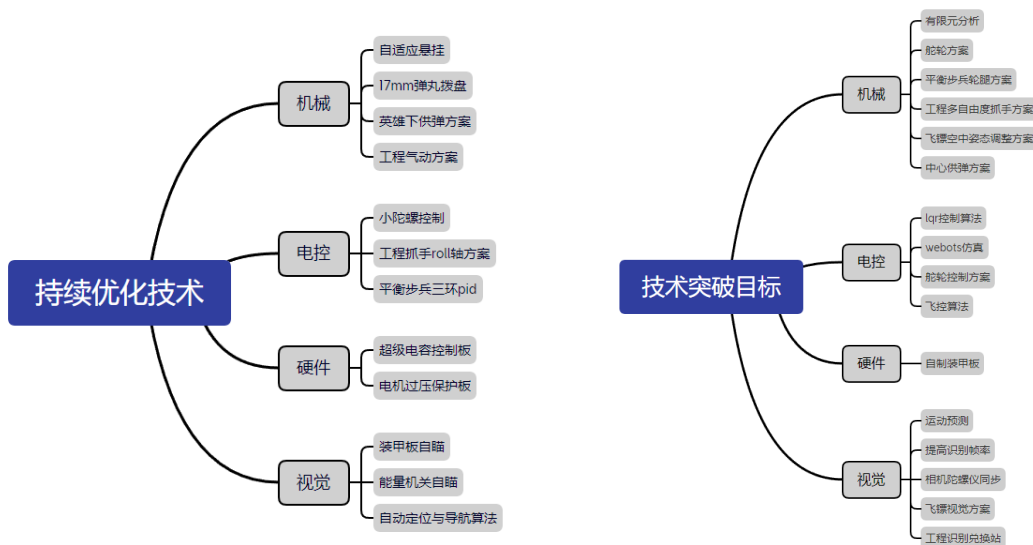 持续优化技术
机械
自适应悬挂
17mm弹丸拨盘
英雄下供弹方案
工程气动方案
电控
小陀螺控制
工程抓手roll轴方案
平衡步兵三环pid
硬件
超级电容控制板
电机过压保护板
视觉
装甲板自瞄
能量机关自瞄
自动定位与导航算法
技术突破目标
机械
有限元分析
舵轮方案
平衡步兵轮腿方案
工程多自由度抓手方案
飞镖空中姿态调整方案
中心供弹方案
电控
lqr控制算法
webots仿真
舵轮控制方案
飞控算法
硬件
自制装甲板
视觉
运动预测
提高识别帧率
相机陀螺仪同步
飞镖视觉方案
工程识别兑换站